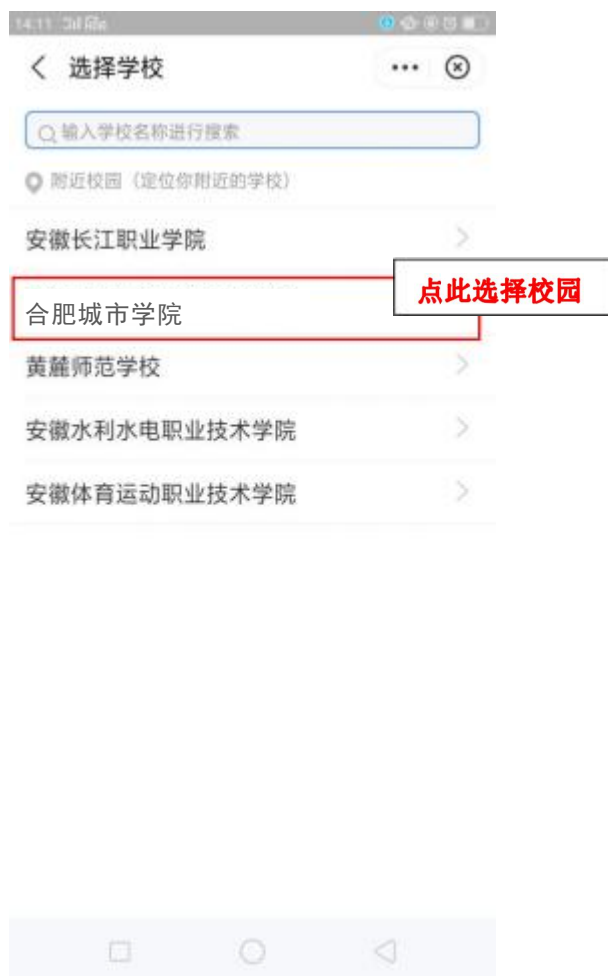 14:11
选择学校
输入学校名称进行搜索
附近校园（定位你附近的学校）
安徽长江职业学院
点此选择校园
合肥城市学院
黄麓师范学校
安徽水利水电职业技术学院
安徽体育运动职业技术学院